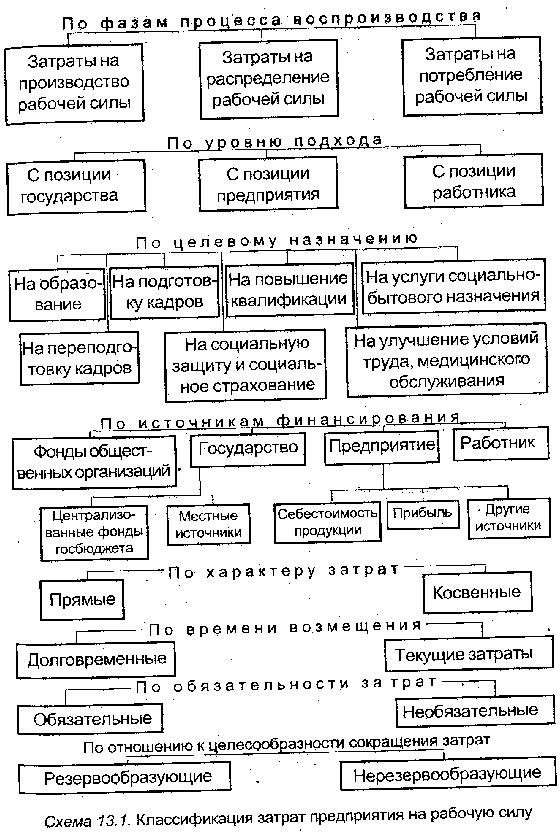 По фазам процесса воспроизводства
Затраты на
производство
рабочей силы
Затраты на
распределение
рабочей силы
Затраты на
потребление
рабочей силы
По уровню подхода
С позиции
государства
С позиции
предприятия
С позиции
работника
По целевому назначению
На образо-
вание
На подготов-
ку кадров
На повышение
квалификации
На услуги социально-
бытового назначения
На переподго-
товку кадров
На социальную
защиту и социаль-
ное страхование
На улучшение условий
труда, медицинского
обслуживания
По источникам финансирования
Фонды общест-
венных организаций
Государство
Предприятие
Работник
Централизо-
ванные фонды
госбюджета
Местные
источники
Себестоимость
продукции
Прибыль
Другие
источники
По характеру затрат
Прямые
Косвенные
По времени возмещения
Долговременные
Текущие затраты
По обязательности затрат
Обязательные
Необязательные
По отношению к целесообразности сокращения затрат
Резервообразующие
Нерезервообразующие
Схема 13.1. Классификация затрат предприятия на рабочую силу